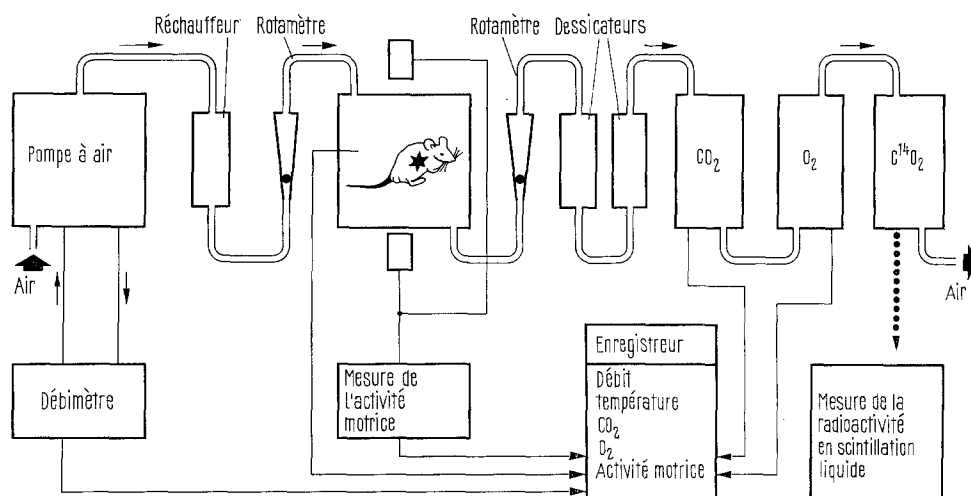 Réchauffeur
Rotamètre
Rotamètre
Dessicateurs
Pompe à air
CO2
O2
C14O2
Air
Air
Débimètre
Mesure de
l'activité
motrice
Enregistreur
Débit
température
CO2
O2
Activité motrice
Mesure de la
radioactivité
en scintillation
liquide